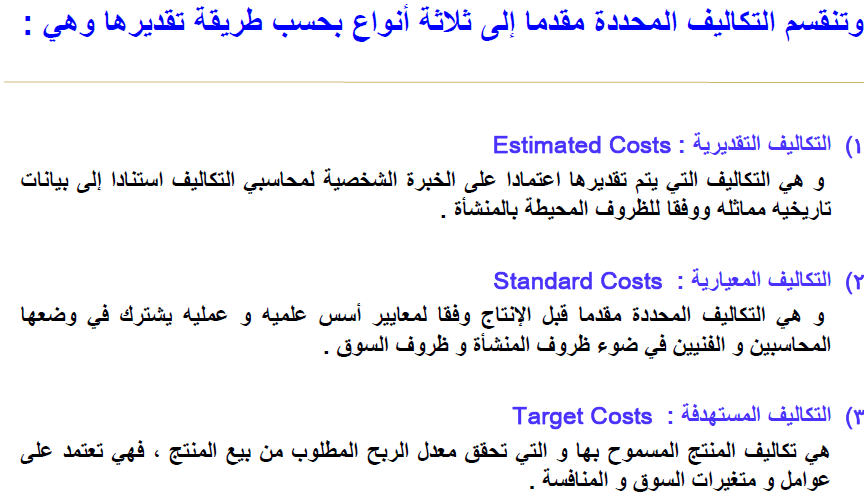 وتنقسم التكاليف المحددة مقدما إلى ثلاثة أنواع بحسب طريقة تقديرها وهي :
١) التكاليف التقديرية : Estimated Costs
و هي التكاليف التي يتم تقديرها اعتمادا على الخبرة الشخصية لمحاسبي التكاليف استنادا إلى بيانات
تاريخيه مماثله ووفقا للظروف المحيطة بالمنشأة .
٢) التكاليف المعيارية : Standard Costs
و هي التكاليف المحددة مقدما قبل الإنتاج وفقا لمعايير أسس علميه و عمليه يشترك في وضعها
المحاسبين و الفنيين في ضوء ظروف المنشأة و ظروف السوق .
٣) التكاليف المستهدفة : Target Costs
هي تكاليف المنتج المسموح بها و التي تحقق معدل الربح المطلوب من بيع المنتج ، فهي تعتمد على
عوامل و متغيرات السوق و المنافسة .